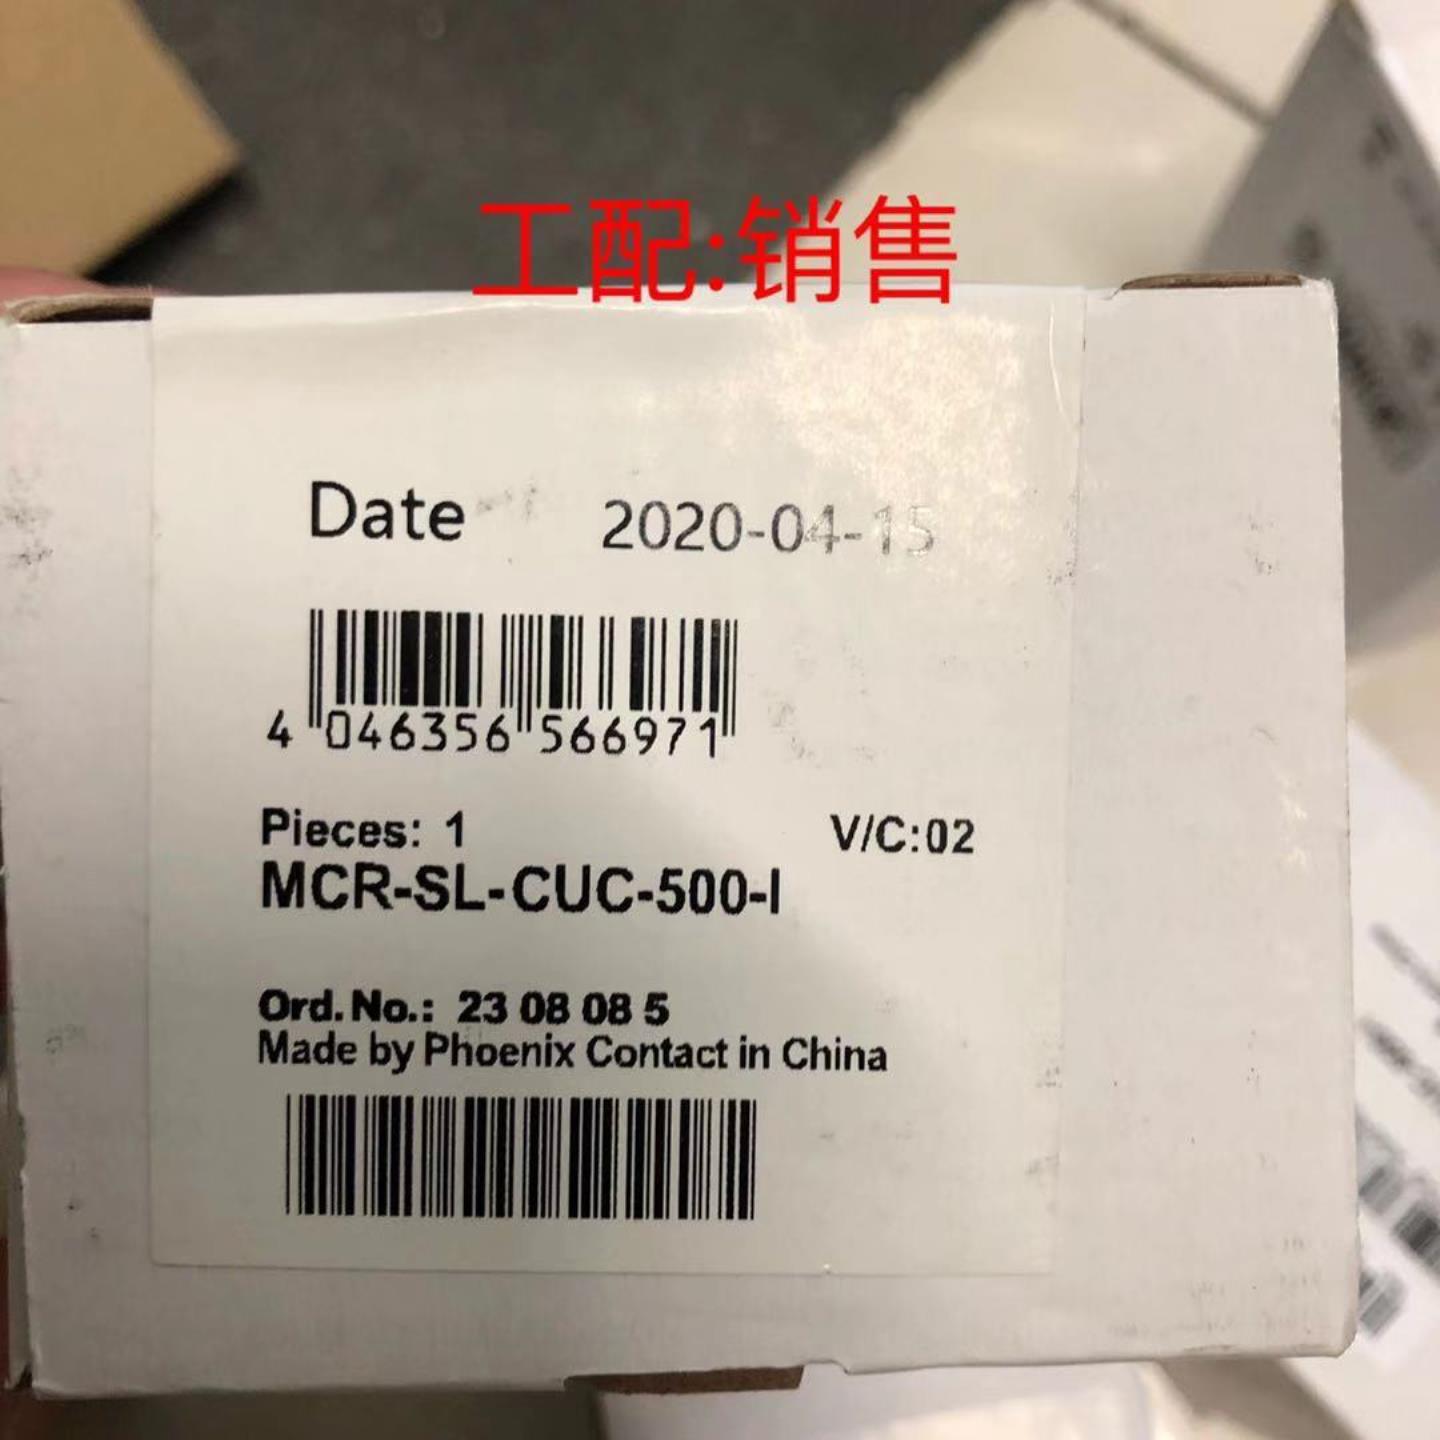 工配:销售
Date 2020-04-15
4 046356 566971
Pieces: 1 V/C:02
MCR-SL-CUC-500-I
Ord.No.: 23 08 08 5
Made by Phoenix Contact in China